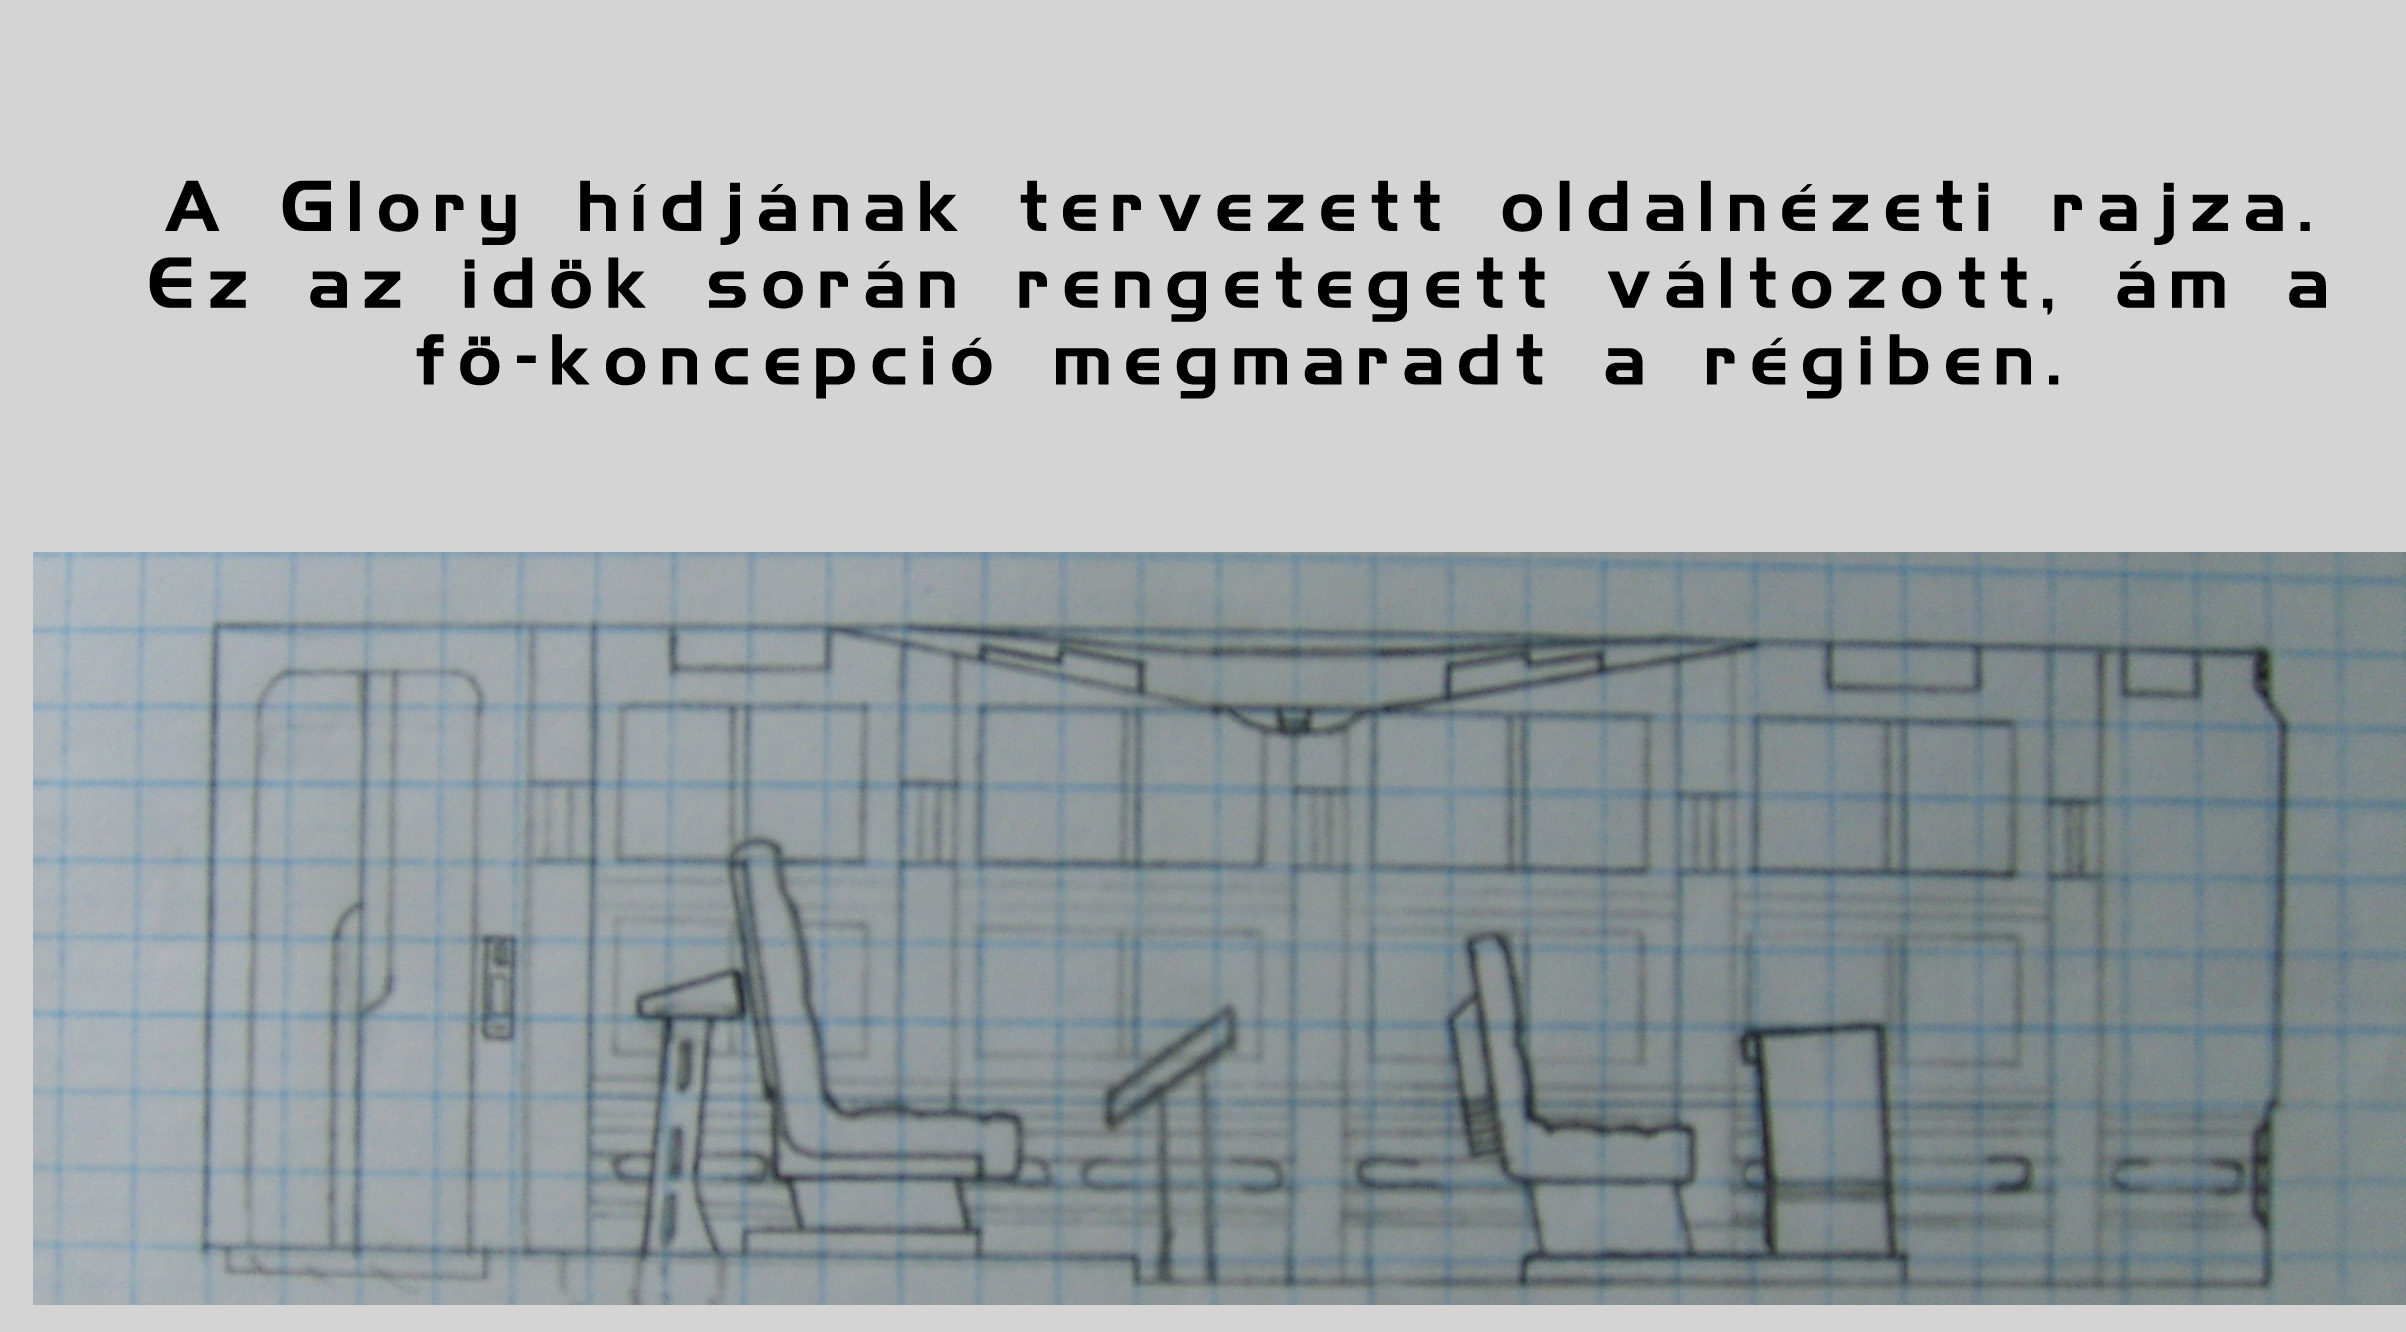 A Glory hídjának tervezett oldalnézeti rajza.
Ez az idök során rengetegett változott, ám a
fö-koncepció megmaradt a régiben.